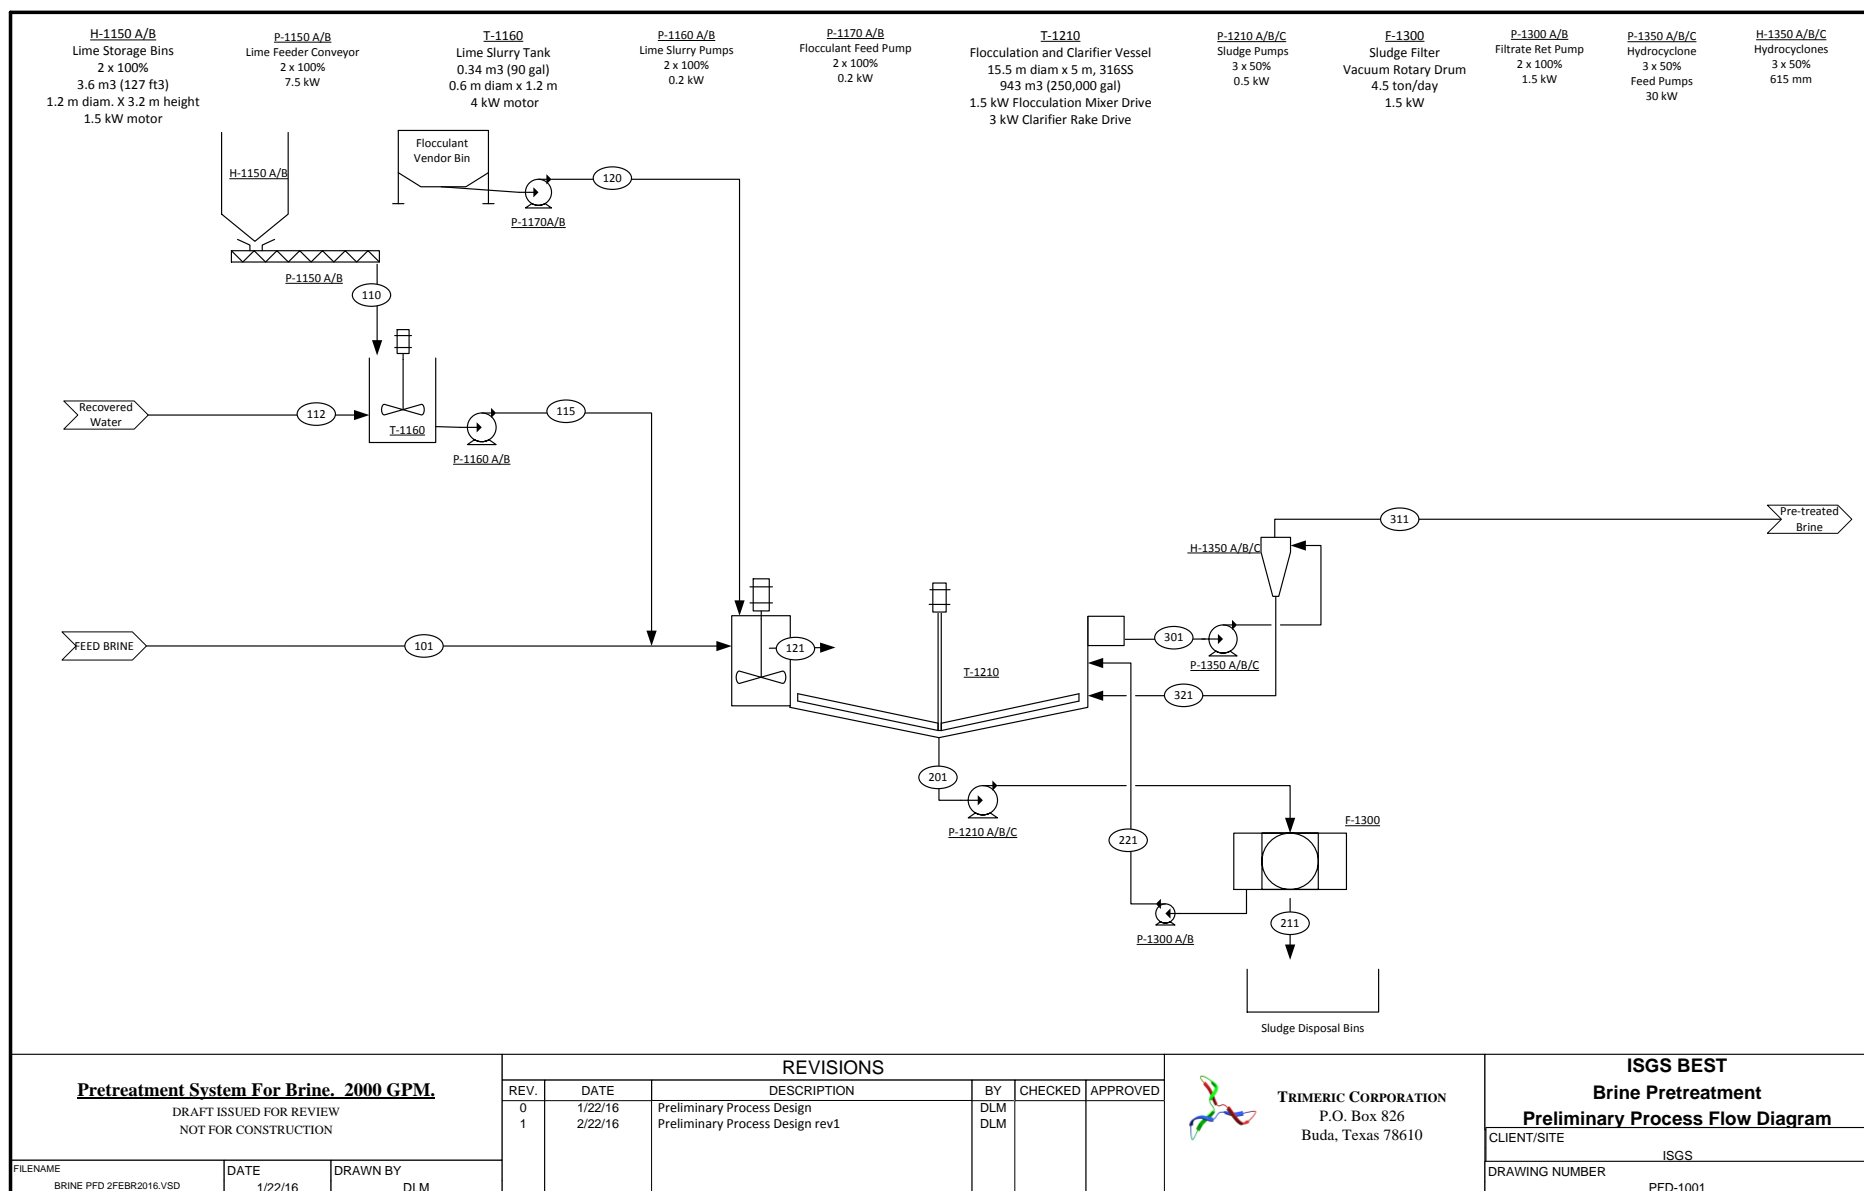 H-1150 A/B
Lime Storage Bins
2 x 100%
3.6 m3 (127 ft3)
1.2 m diam. X 3.2 m height
1.5 kW motor
P-1150 A/B
Lime Feeder Conveyor
2 x 100%
7.5 kW
T-1160
Lime Slurry Tank
0.34 m3 (90 gal)
0.6 m diam x 1.2 m
4 kW motor
P-1160 A/B
Lime Slurry Pumps
2 x 100%
0.2 kW
P-1170 A/B
Flocculant Feed Pump
2 x 100%
0.2 kW
T-1210
Flocculation and Clarifier Vessel
15.5 m diam x 5 m, 316SS
943 m3 (250,000 gal)
1.5 kW Flocculation Mixer Drive
3 kW Clarifier Rake Drive
P-1210 A/B/C
Sludge Pumps
3 x 50%
0.5 kW
F-1300
Sludge Filter
Vacuum Rotary Drum
4.5 ton/day
1.5 kW
P-1300 A/B
Filtrate Ret Pump
2 x 100%
1.5 kW
P-1350 A/B/C
Hydrocyclone
3 x 50%
Feed Pumps
30 kW
H-1350 A/B/C
Hydrocyclones
3 x 50%
615 mm
Flocculant
Vendor Bin
H-1150 A/B
120
P-1170A/B
P-1150 A/B
110
Recovered
Water
112
T-1160
115
P-1160 A/B
311
Pre-treated
Brine
H-1350 A/B/C
FEED BRINE
101
121
T-1210
301
P-1350 A/B/C
321
201
P-1210 A/B/C
F-1300
221
211
P-1300 A/B
Sludge Disposal Bins
Pretreatment System For Brine. 2000 GPM.
DRAFT ISSUED FOR REVIEW
NOT FOR CONSTRUCTION
FILENAME
BRINE PFD 2FEBR2016.VSD
DATE
1/22/16
DRAWN BY
DLM
REVISIONS
REV. DATE DESCRIPTION BY CHECKED APPROVED
0 1/22/16 Preliminary Process Design DLM
1 2/22/16 Preliminary Process Design rev1 DLM
TRIMERIC CORPORATION
P.O. Box 826
Buda, Texas 78610
ISGS BEST
Brine Pretreatment
Preliminary Process Flow Diagram
CLIENT/SITE
ISGS
DRAWING NUMBER
PFD-1001